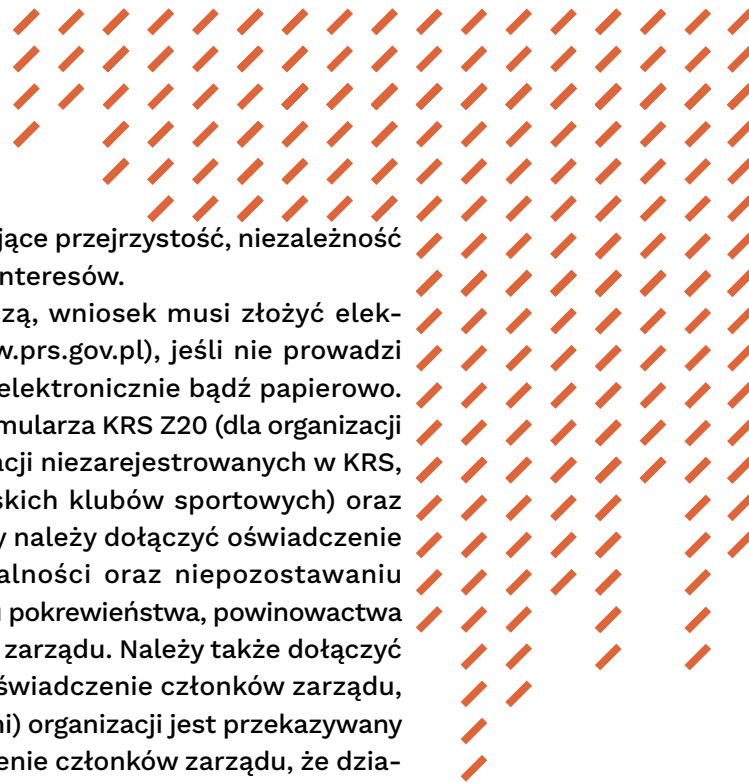 jące przejrzystość, niezależność
nteresów.
zą, wniosek musi złożyć elek-
w.prs.gov.pl), jeśli nie prowadzi
elektronicznie bądź papierowo.
mularza KRS Z20 (dla organizacji
acji niezarejestrowanych w KRS,
skich klubów sportowych) oraz
y należy dołączyć oświadczenie
alności oraz niepozostawaniu
pokrewieństwa, powinowactwa
zarządu. Należy także dołączyć
świadczenie członków zarządu,
ni) organizacji jest przekazywany
enie członków zarządu, że dzia-